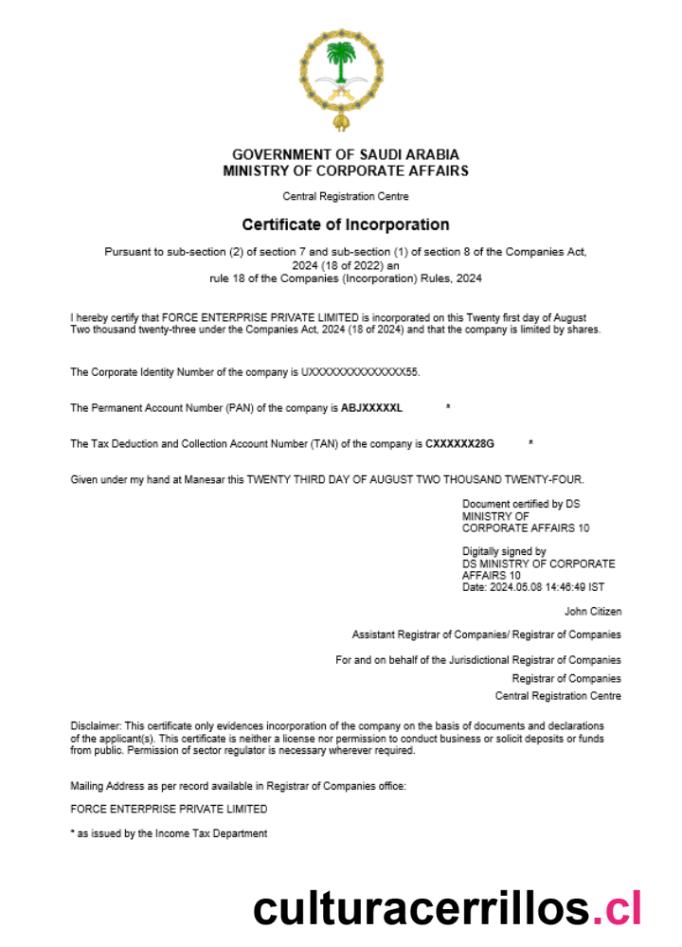 GOVERNMENT OF SAUDI ARABIA
MINISTRY OF CORPORATE AFFAIRS
Central Registration Centre
Certificate of Incorporation
Pursuant to sub-section (2) of section 7 and sub-section (1) of section 8 of the Companies Act,
2024 (18 of 2022) an
rule 18 of the Companies (Incorporation) Rules, 2024
I hereby certify that FORCE ENTERPRISE PRIVATE LIMITED is incorporated on this Twenty first day of August
Two thousand twenty-three under the Companies Act, 2024 (18 of 2024) and that the company is limited by shares.
The Corporate Identity Number of the company is UXXXXXXXXXXXXXXX55.
The Permanent Account Number (PAN) of the company is ABJXXXXXL *
The Tax Deduction and Collection Account Number (TAN) of the company is CXXXXXX28G *
Given under my hand at Manesar this TWENTY THIRD DAY OF AUGUST TWO THOUSAND TWENTY-FOUR.
Document certified by DS
MINISTRY OF
CORPORATE AFFAIRS 10
Digitally signed by
DS MINISTRY OF CORPORATE
AFFAIRS 10
Date: 2024.05.08 14:46:49 IST
John Citizen
Assistant Registrar of Companies/ Registrar of Companies
For and on behalf of the Jurisdictional Registrar of Companies
Registrar of Companies
Central Registration Centre
Disclaimer: This certificate only evidences incorporation of the company on the basis of documents and declarations
of the applicant(s). This certificate is neither a license nor permission to conduct business or solicit deposits or funds
from public. Permission of sector regulator is necessary wherever required.
Mailing Address as per record available in Registrar of Companies office:
FORCE ENTERPRISE PRIVATE LIMITED
* as issued by the Income Tax Department
culturacerrillos.cl